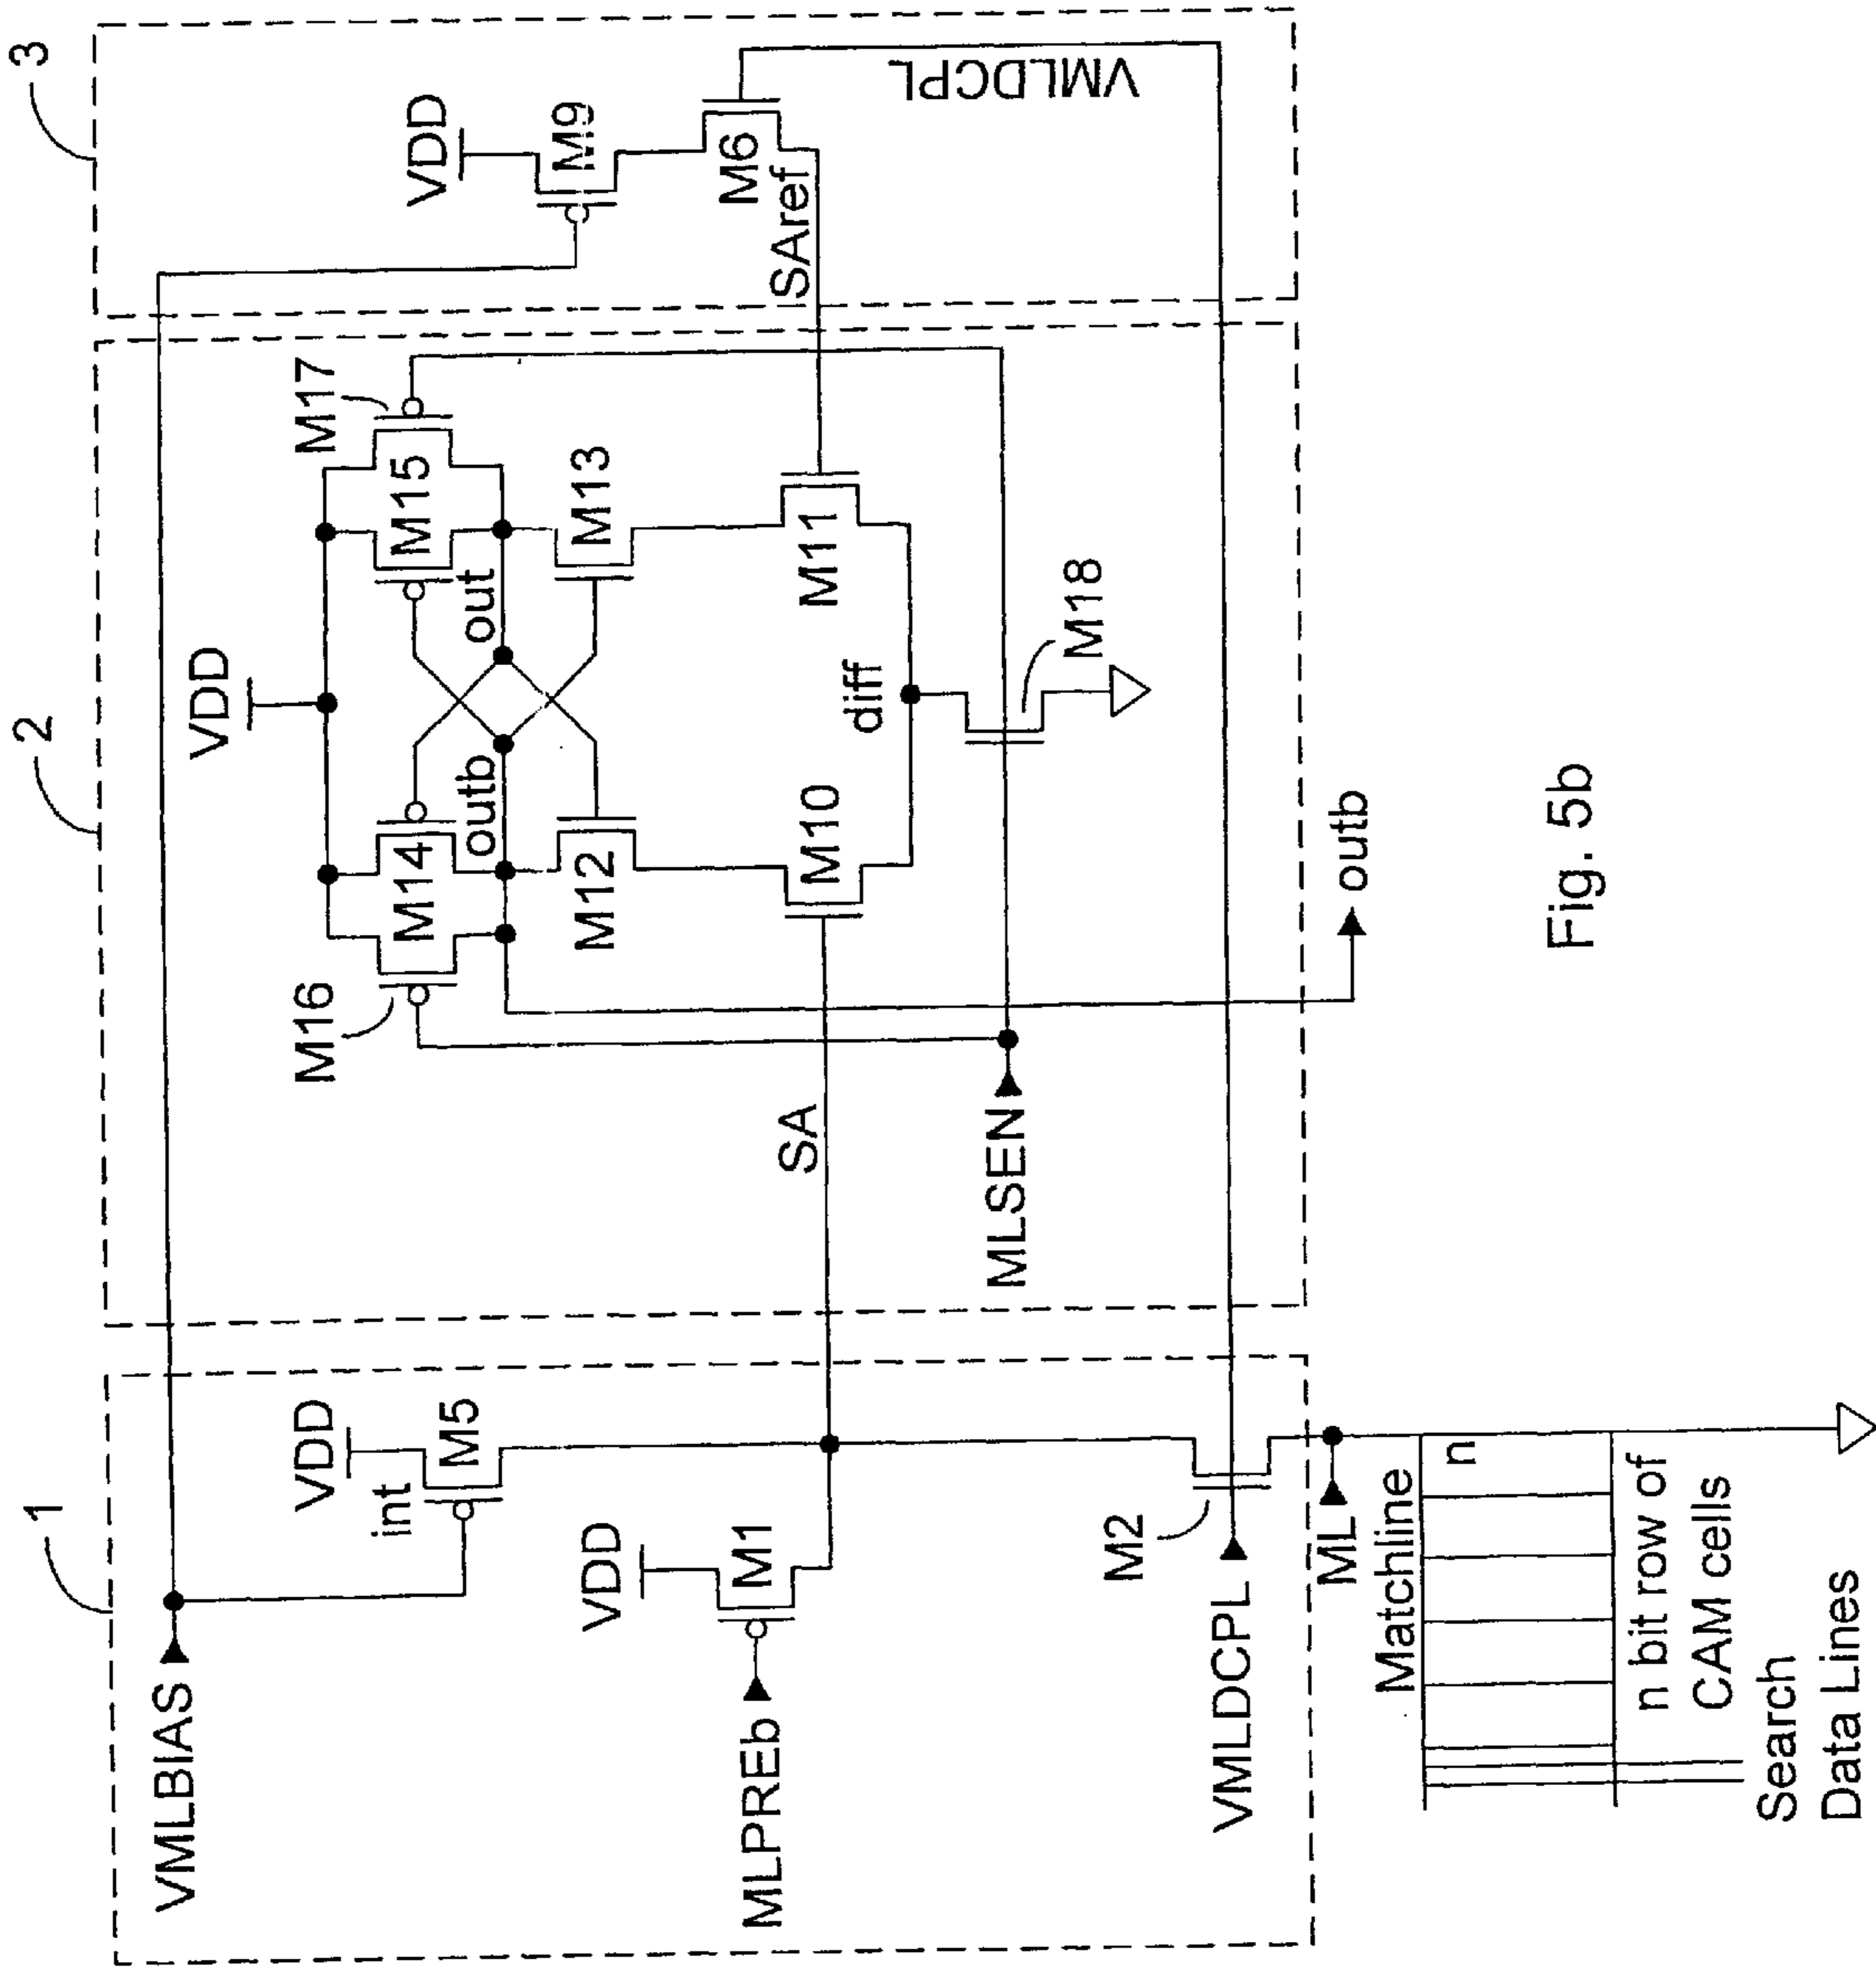 1
2
3
VMLBIAS
VDD
int
M5
VDD
M1
MLPREb
M2
VMLDCPL
ML
Matchline
n
n bit row of
CAM cells
Search
Data Lines
VDD
M16
M14
M15
M17
outb
out
M12
M13
SA
M10
M11
diff
MLSEN
M18
outb
VDD
M9
M6
SAref
VMLDCPL
Fig. 5b